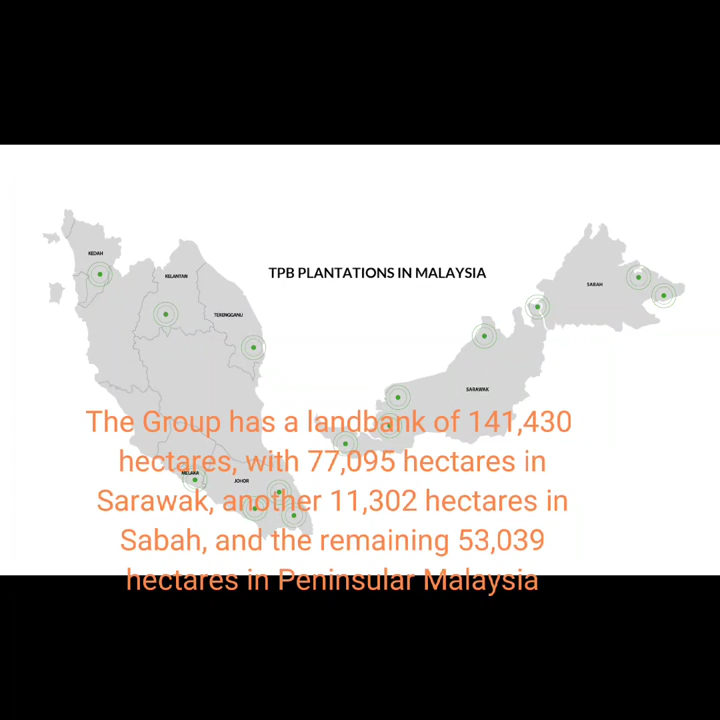 KEDAH
KELANTAN
TPB PLANTATIONS IN MALAYSIA
SABAH
TERENGGANU
SARAWAK
The Group has a landbank of 141,430
hectares, with 77,095 hectares in
MELAKA
JOHOR
Sarawak, another 11,302 hectares in
Sabah, and the remaining 53,039
hectares in Peninsular Malaysia